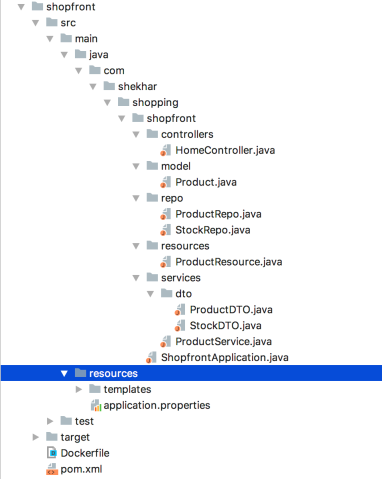 shopfront
src
main
java
com
shekhar
shopping
shopfront
controllers
HomeController.java
model
Product.java
repo
ProductRepo.java
StockRepo.java
resources
ProductResource.java
services
dto
ProductDTO.java
StockDTO.java
ProductService.java
ShopfrontApplication.java
resources
templates
application.properties
test
target
Dockerfile
pom.xml